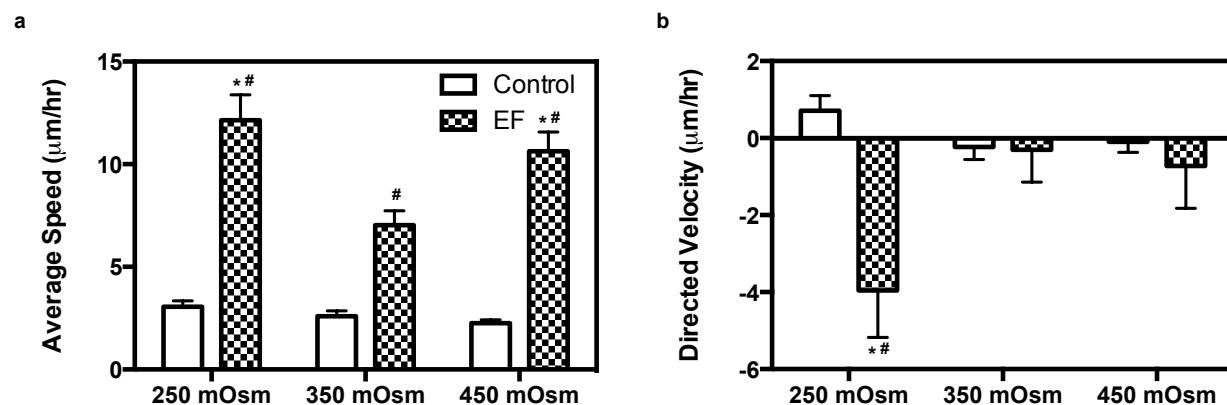 a
Average Speed (μm/hr)
15
10
5
0
* #
#
* #
Control
EF
250 mOsm
350 mOsm
450 mOsm
b
Directed Velocity (μm/hr)
2
0
-2
-4
-6
* #
250 mOsm
350 mOsm
450 mOsm